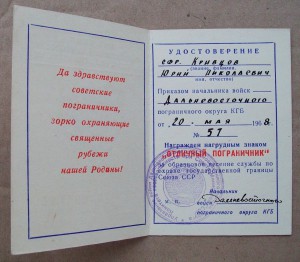 Да здравствуют
советские
пограничники,
зорко охраняющие
священные
рубежи
нашей Родины!
УДОСТОВЕРЕНИЕ
ефр. Кривцов
(звание, фамилия,
Юрий Николаевич
имя, отчество)
Приказом начальника войск
Дальневосточного
пограничного округа КГБ
от "20" мая 1968 г.
№ 57
Награжден нагрудным знаком
"ОТЛИЧНЫЙ ПОГРАНИЧНИК"
за образцовое несение службы по
охране государственной границы
Союза ССР
Начальник
войск Дальневосточного
пограничного округа КГБ